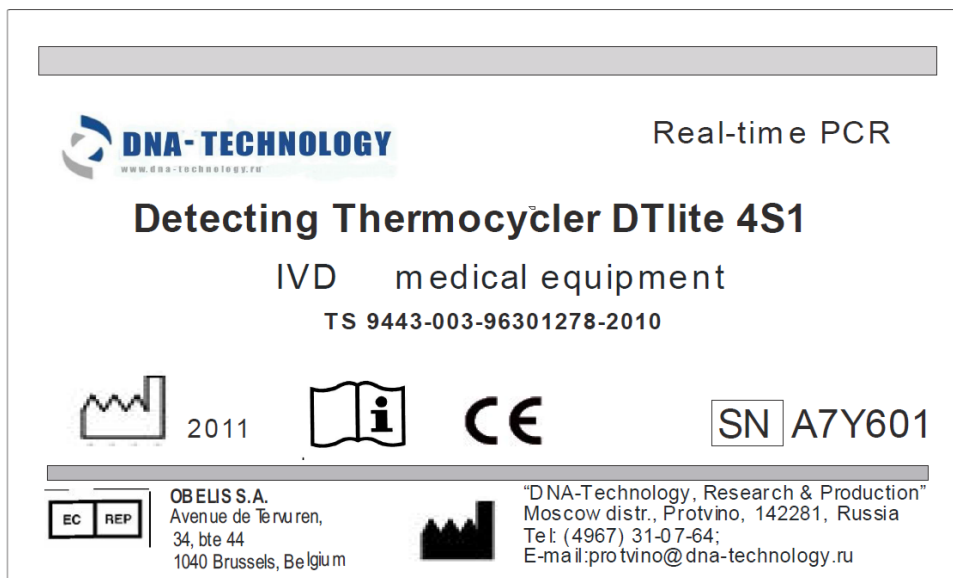 DNA-TECHNOLOGY
www.dna-technology.ru
Real-time PCR
Detecting Thermocycler DTlite 4S1
IVD medical equipment
TS 9443-003-96301278-2010
2011
i
CE
SN A7Y601
EC REP
OBELIS S.A.
Avenue de Tervuren,
34, bte 44
1040 Brussels, Belgium
“DNA-Technology, Research & Production”
Moscow distr., Protvino, 142281, Russia
Tel: (4967) 31-07-64;
E-mail:protvino@dna-technology.ru